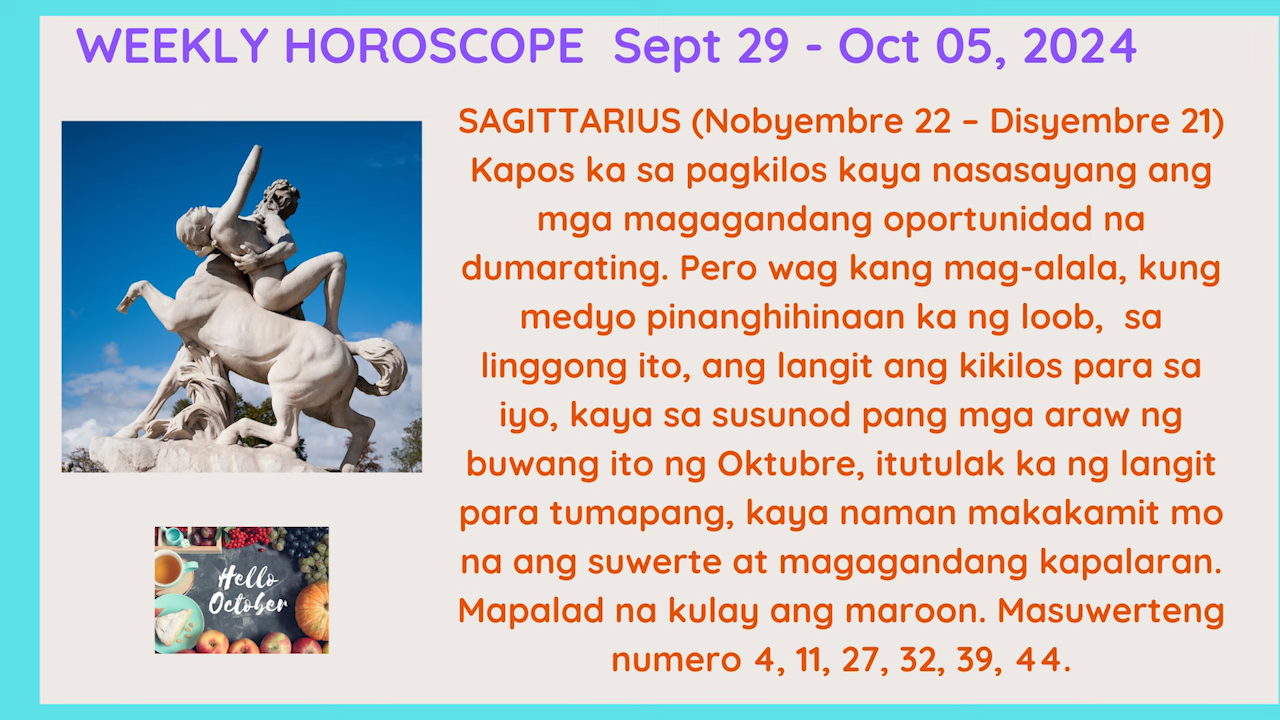 WEEKLY HOROSCOPE  Sept 29 - Oct 05, 2024
SAGITTARIUS (Nobyembre 22 – Disyembre 21)
Kapos ka sa pagkilos kaya nasasayang ang
mga magagandang oportunidad na
dumarating. Pero wag kang mag-alala, kung
medyo pinanghihinaan ka ng loob,  sa
linggong ito, ang langit ang kikilos para sa
iyo, kaya sa susunod pang mga araw ng
buwang ito ng Oktubre, itutulak ka ng langit
para tumapang, kaya naman makakamit mo
na ang suwerte at magagandang kapalaran.
Mapalad na kulay ang maroon. Masuwerteng
numero 4, 11, 27, 32, 39, 44.
Hello
October